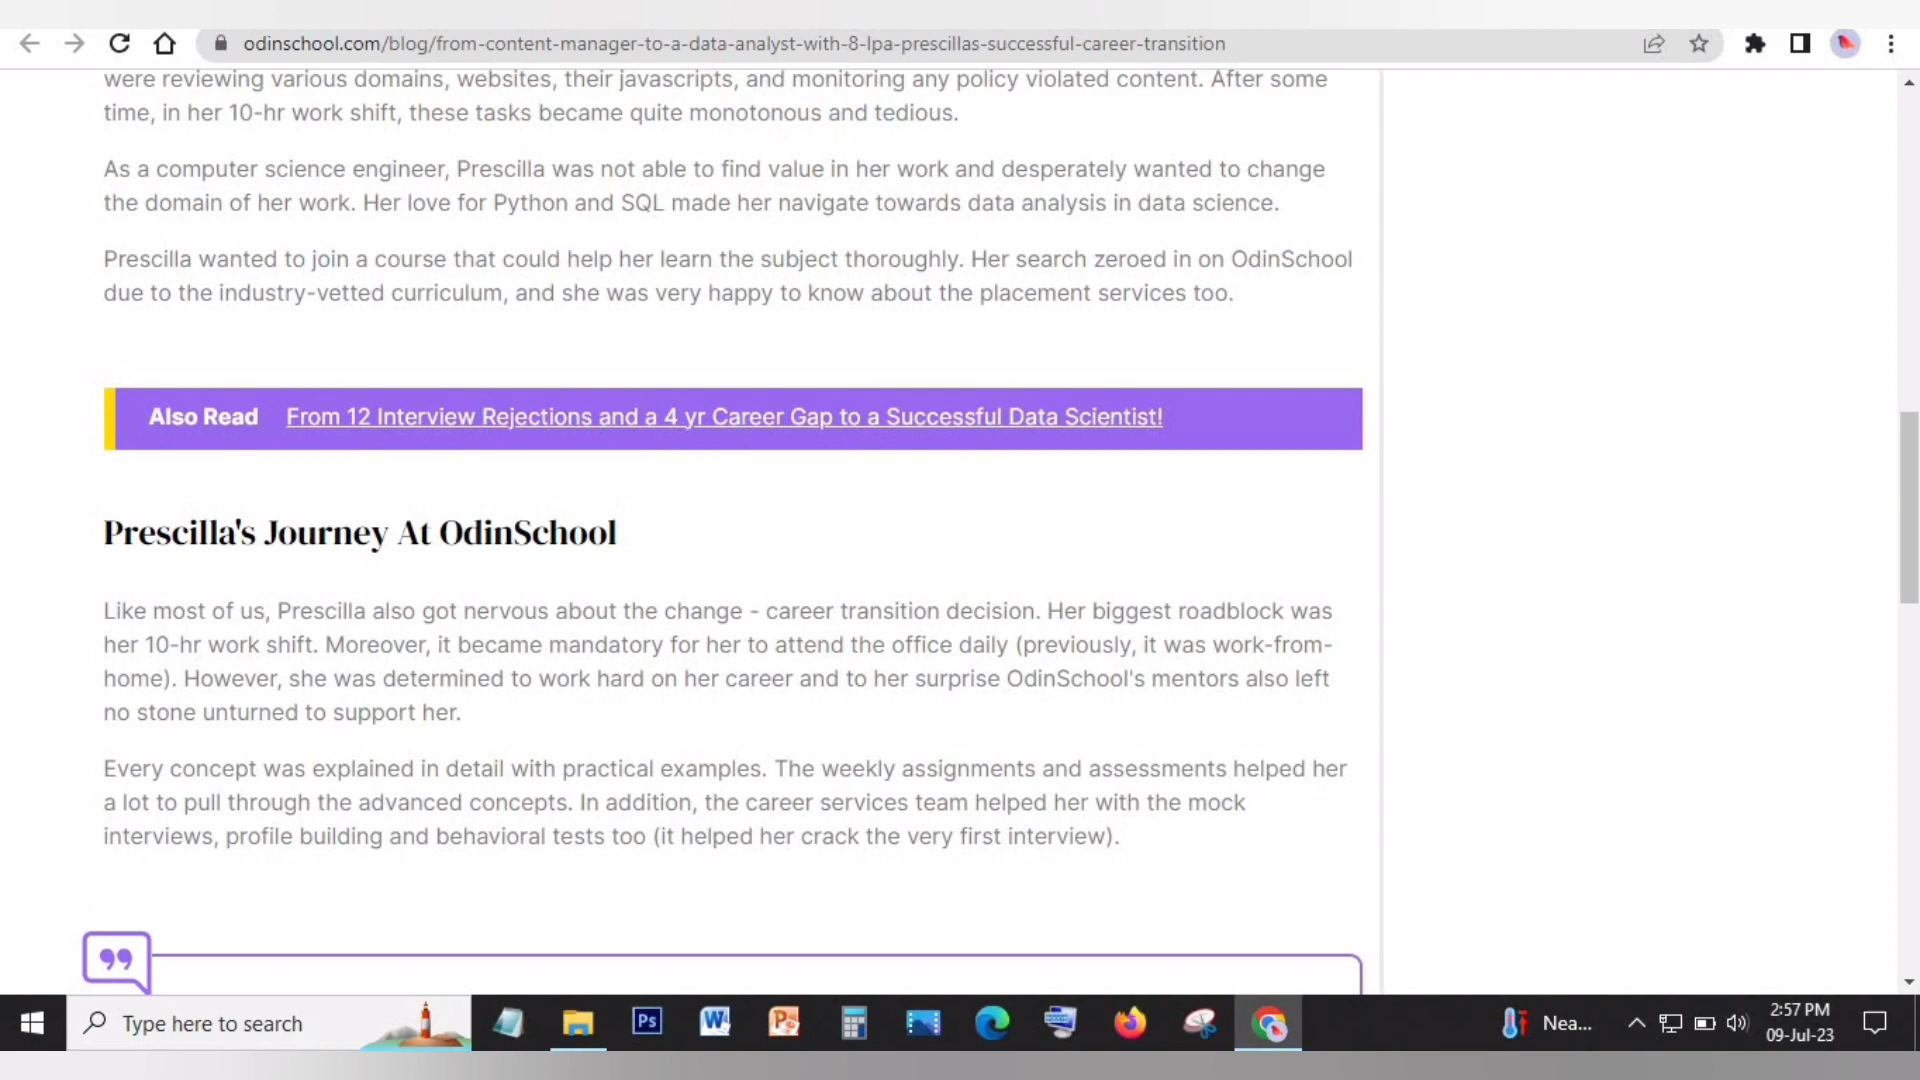 odinschool.com/blog/from-content-manager-to-a-data-analyst-with-8-lpa-prescillas-successful-career-transition
were reviewing various domains, websites, their javascripts, and monitoring any policy violated content. After some
time, in her 10-hr work shift, these tasks became quite monotonous and tedious.
As a computer science engineer, Prescilla was not able to find value in her work and desperately wanted to change
the domain of her work. Her love for Python and SQL made her navigate towards data analysis in data science.
Prescilla wanted to join a course that could help her learn the subject thoroughly. Her search zeroed in on OdinSchool
due to the industry-vetted curriculum, and she was very happy to know about the placement services too.
Also Read From 12 Interview Rejections and a 4 yr Career Gap to a Successful Data Scientist!
Prescilla's Journey At OdinSchool
Like most of us, Prescilla also got nervous about the change - career transition decision. Her biggest roadblock was
her 10-hr work shift. Moreover, it became mandatory for her to attend the office daily (previously, it was work-from-
home). However, she was determined to work hard on her career and to her surprise OdinSchool's mentors also left
no stone unturned to support her.
Every concept was explained in detail with practical examples. The weekly assignments and assessments helped her
a lot to pull through the advanced concepts. In addition, the career services team helped her with the mock
interviews, profile building and behavioral tests too (it helped her crack the very first interview).
Type here to search
Ps
W
P
Nea...
2:57 PM
09-Jul-23